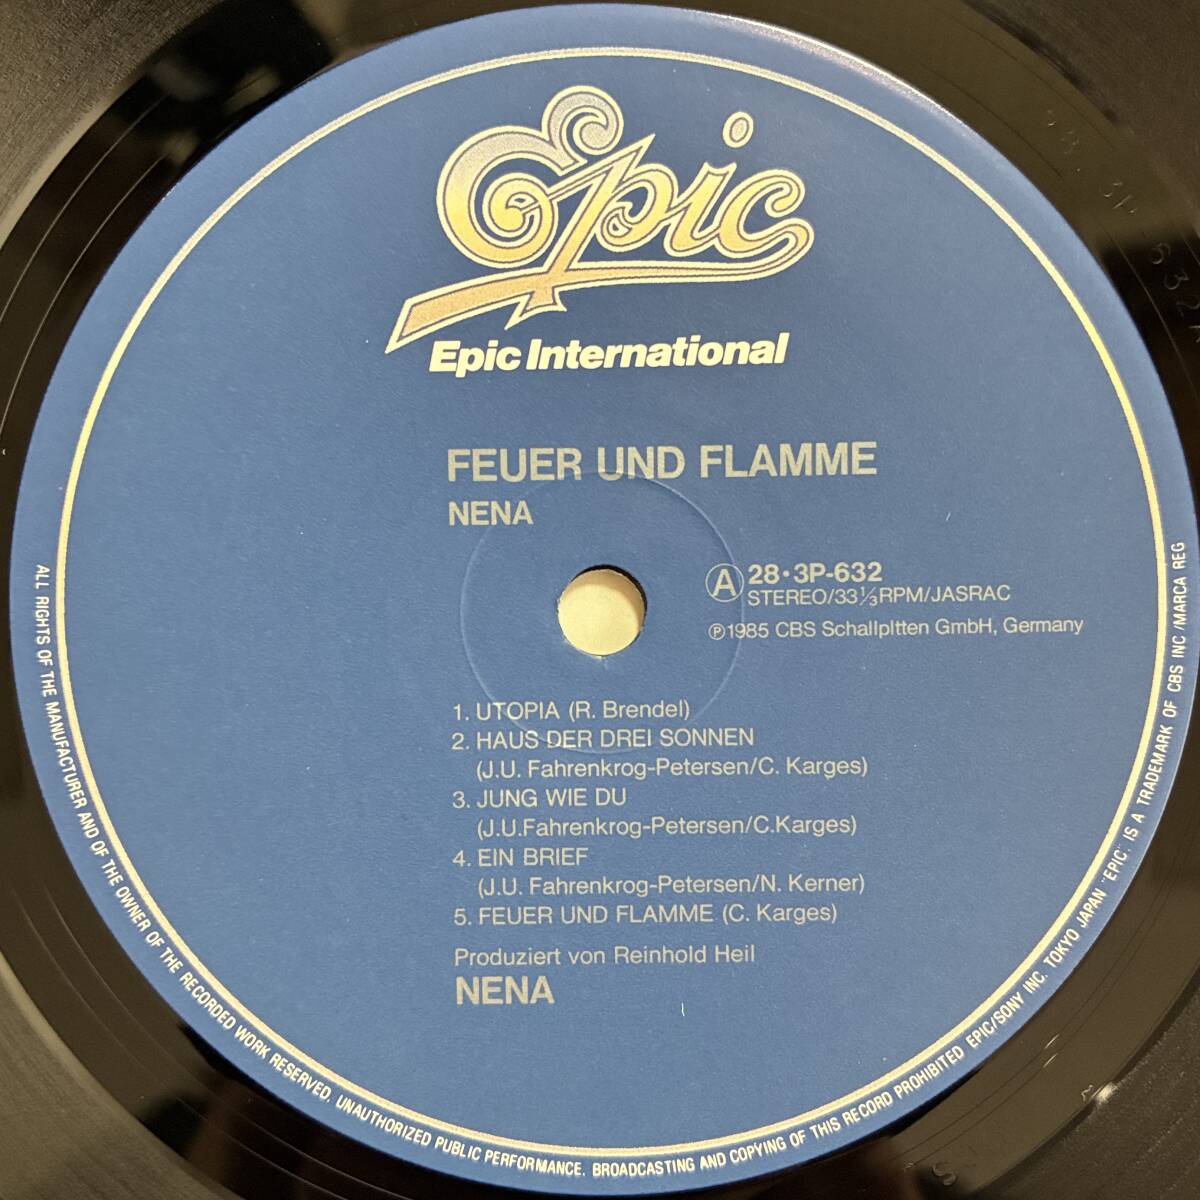 Epic
Epic International
FEUER UND FLAMME
NENA
A 28・3P-632
STEREO/33⅓RPM/JASRAC
Ⓟ1985 CBS Schallpltten GmbH, Germany
1. UTOPIA (R. Brendel)
2. HAUS DER DREI SONNEN
(J.U. Fahrenkrog-Petersen/C. Karges)
3. JUNG WIE DU
(J.U.Fahrenkrog-Petersen/C.Karges)
4. EIN BRIEF
(J.U. Fahrenkrog-Petersen/N. Kerner)
5. FEUER UND FLAMME (C. Karges)
Produziert von Reinhold Heil
NENA
ALL RIGHTS OF THE MANUFACTURER AND OF THE OWNER OF THE RECORDED WORK RESERVED. UNAUTHORIZED PUBLIC PERFORMANCE. BROADCASTING AND COPYING OF THIS RECORD PROHIBITED EPIC/SONY INC. TOKYO JAPAN "EPIC". IS A TRADEMARK OF CBS INC /MARCA REG